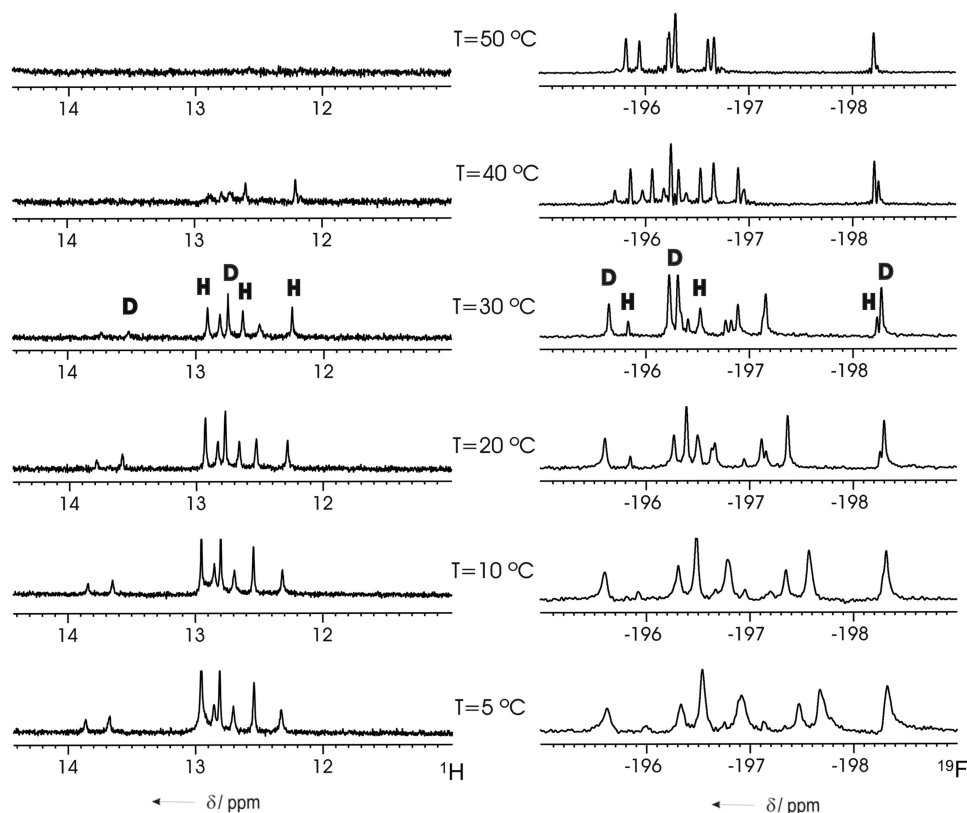 T=50 °C
14 13 12 -196 -197 -198
T=40 °C
14 13 12 -196 -197 -198
D H D H H T=30 °C D H D H H D
14 13 12 -196 -197 -198
T=20 °C
14 13 12 -196 -197 -198
T=10 °C
14 13 12 -196 -197 -198
T=5 °C
14 13 12 ¹H -196 -197 -198 ¹⁹F
δ/ ppm δ/ ppm